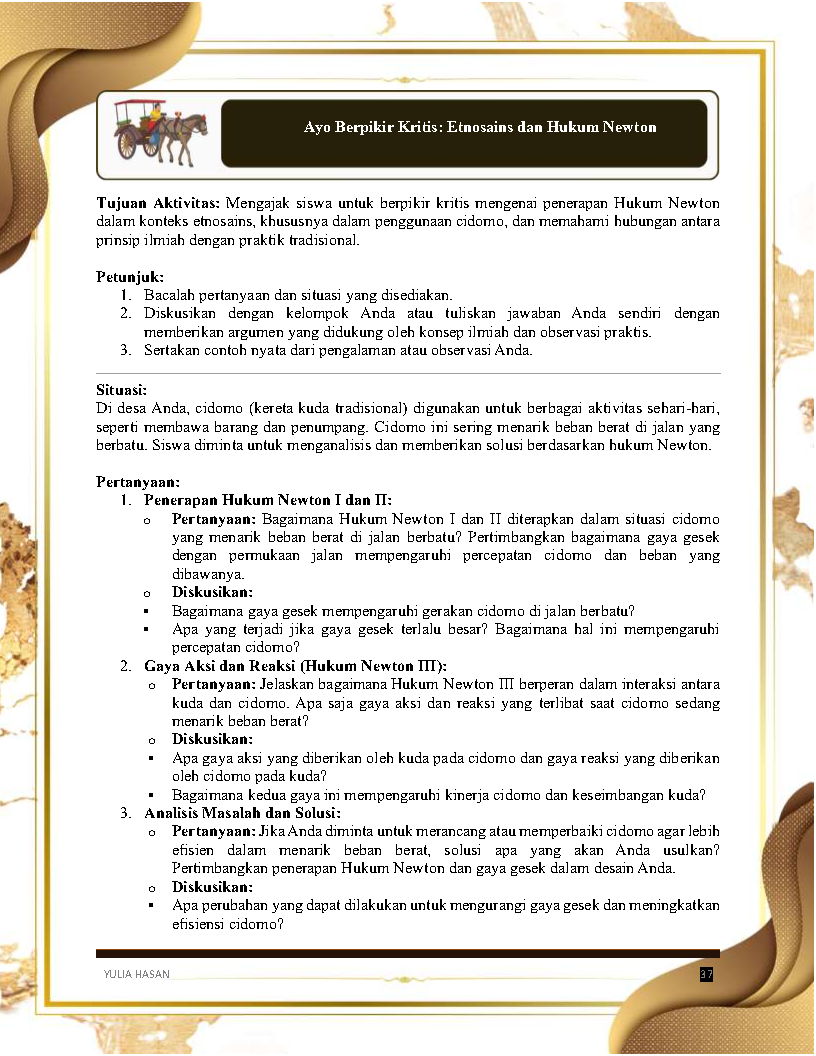 Ayo Berpikir Kritis: Etnosains dan Hukum Newton
Tujuan Aktivitas: Mengajak siswa untuk berpikir kritis mengenai penerapan Hukum Newton
dalam konteks etnosains, khususnya dalam penggunaan cidomo, dan memahami hubungan antara
prinsip ilmiah dengan praktik tradisional.
Petunjuk:
1. Bacalah pertanyaan dan situasi yang disediakan.
2. Diskusikan dengan kelompok Anda atau tuliskan jawaban Anda sendiri dengan
memberikan argumen yang didukung oleh konsep ilmiah dan observasi praktis.
3. Sertakan contoh nyata dari pengalaman atau observasi Anda.
Situasi:
Di desa Anda, cidomo (kereta kuda tradisional) digunakan untuk berbagai aktivitas sehari-hari,
seperti membawa barang dan penumpang. Cidomo ini sering menarik beban berat di jalan yang
berbatu. Siswa diminta untuk menganalisis dan memberikan solusi berdasarkan hukum Newton.
Pertanyaan:
1. Penerapan Hukum Newton I dan II:
o Pertanyaan: Bagaimana Hukum Newton I dan II diterapkan dalam situasi cidomo
yang menarik beban berat di jalan berbatu? Pertimbangkan bagaimana gaya gesek
dengan permukaan jalan mempengaruhi percepatan cidomo dan beban yang
dibawanya.
o Diskusikan:
▪ Bagaimana gaya gesek mempengaruhi gerakan cidomo di jalan berbatu?
▪ Apa yang terjadi jika gaya gesek terlalu besar? Bagaimana hal ini mempengaruhi
percepatan cidomo?
2. Gaya Aksi dan Reaksi (Hukum Newton III):
o Pertanyaan: Jelaskan bagaimana Hukum Newton III berperan dalam interaksi antara
kuda dan cidomo. Apa saja gaya aksi dan reaksi yang terlibat saat cidomo sedang
menarik beban berat?
o Diskusikan:
▪ Apa gaya aksi yang diberikan oleh kuda pada cidomo dan gaya reaksi yang diberikan
oleh cidomo pada kuda?
▪ Bagaimana kedua gaya ini mempengaruhi kinerja cidomo dan keseimbangan kuda?
3. Analisis Masalah dan Solusi:
o Pertanyaan: Jika Anda diminta untuk merancang atau memperbaiki cidomo agar lebih
efisien dalam menarik beban berat, solusi apa yang akan Anda usulkan?
Pertimbangkan penerapan Hukum Newton dan gaya gesek dalam desain Anda.
o Diskusikan:
▪ Apa perubahan yang dapat dilakukan untuk mengurangi gaya gesek dan meningkatkan
efisiensi cidomo?
YULIA HASAN
37